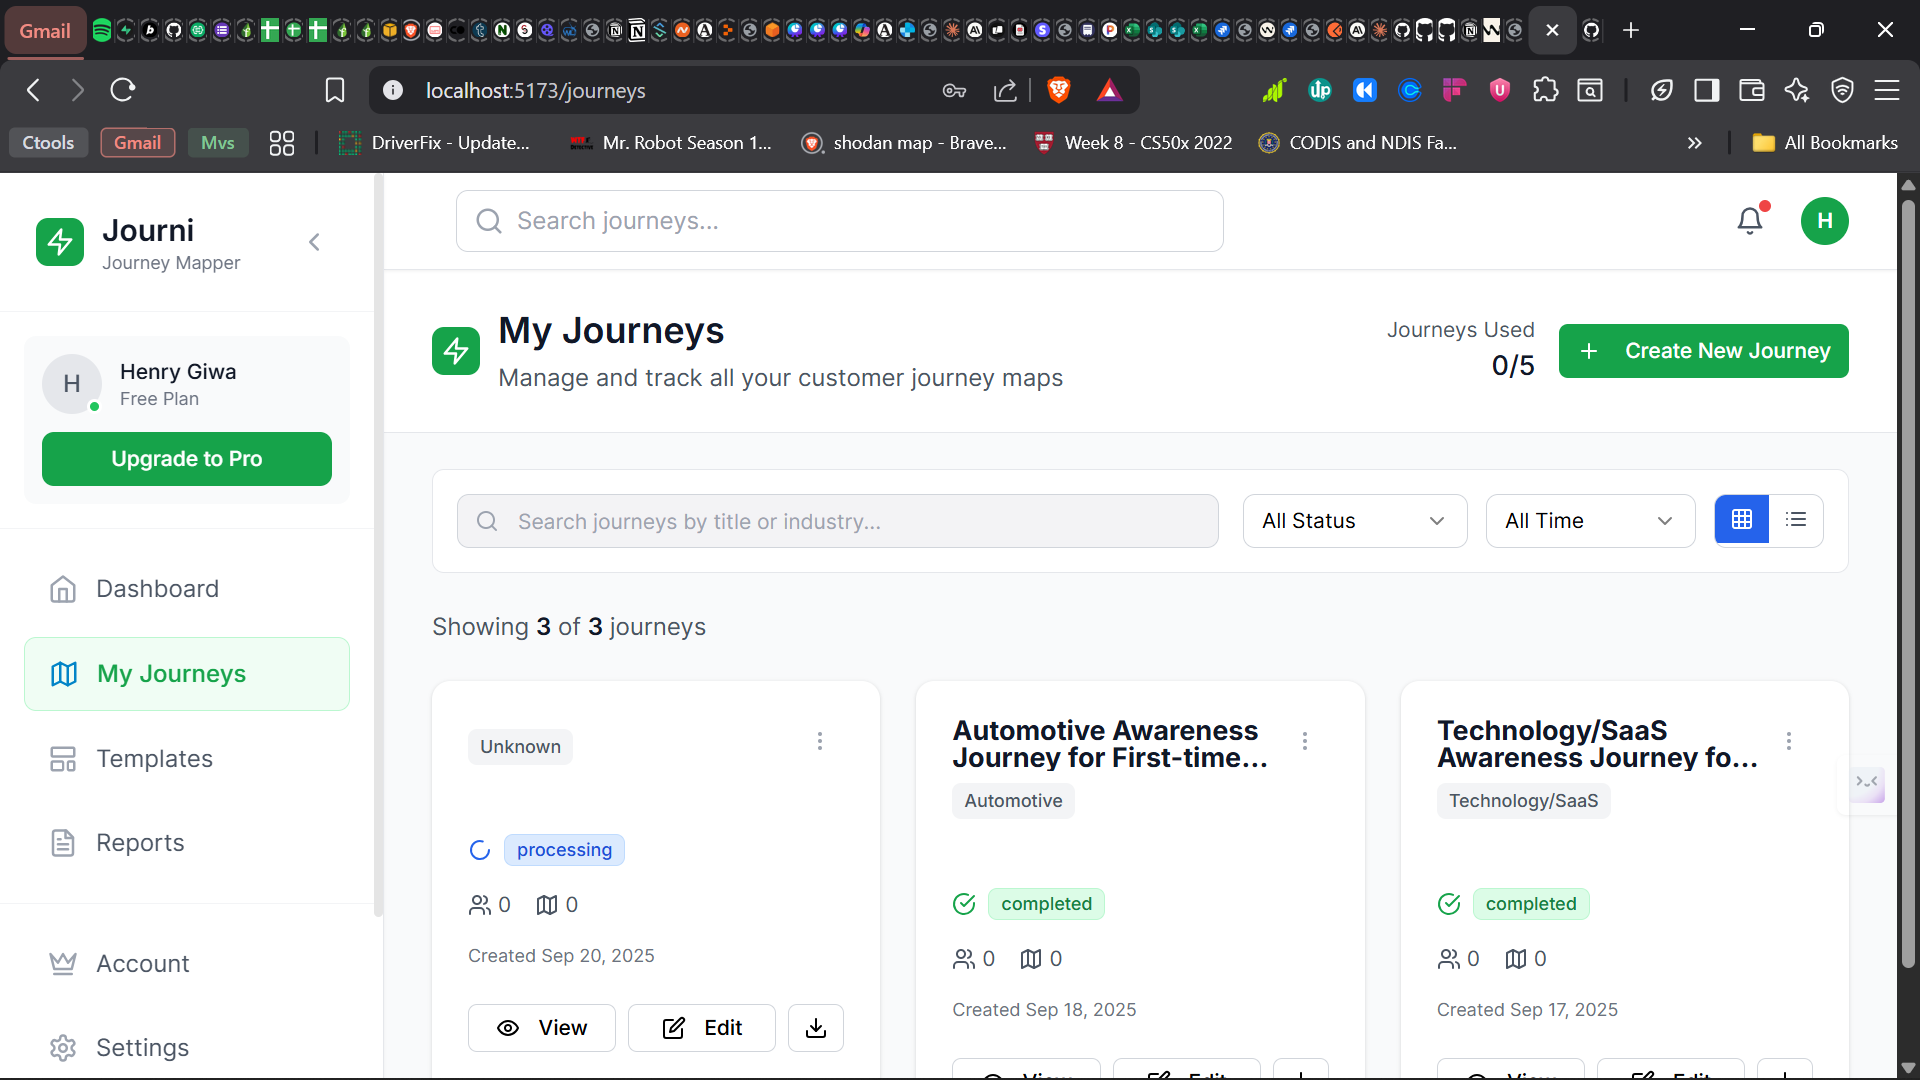 Gmail
localhost:5173/journeys
Ctools
Gmail
Mvs
DriverFix - Update...
Mr. Robot Season 1...
shodan map - Brave...
Week 8 - CS50x 2022
CODIS and NDIS Fa...
All Bookmarks
Journi
Journey Mapper
Search journeys...
H
H
Henry Giwa
Free Plan
Upgrade to Pro
Dashboard
My Journeys
Templates
Reports
Account
Settings
My Journeys
Manage and track all your customer journey maps
Journeys Used
0/5
Create New Journey
Search journeys by title or industry...
All Status
All Time
Showing 3 of 3 journeys
Unknown
processing
0 0
Created Sep 20, 2025
View
Edit
Automotive Awareness
Journey for First-time...
Automotive
completed
0 0
Created Sep 18, 2025
View
Edit
Technology/SaaS
Awareness Journey fo...
Technology/SaaS
completed
0 0
Created Sep 17, 2025
View
Edit